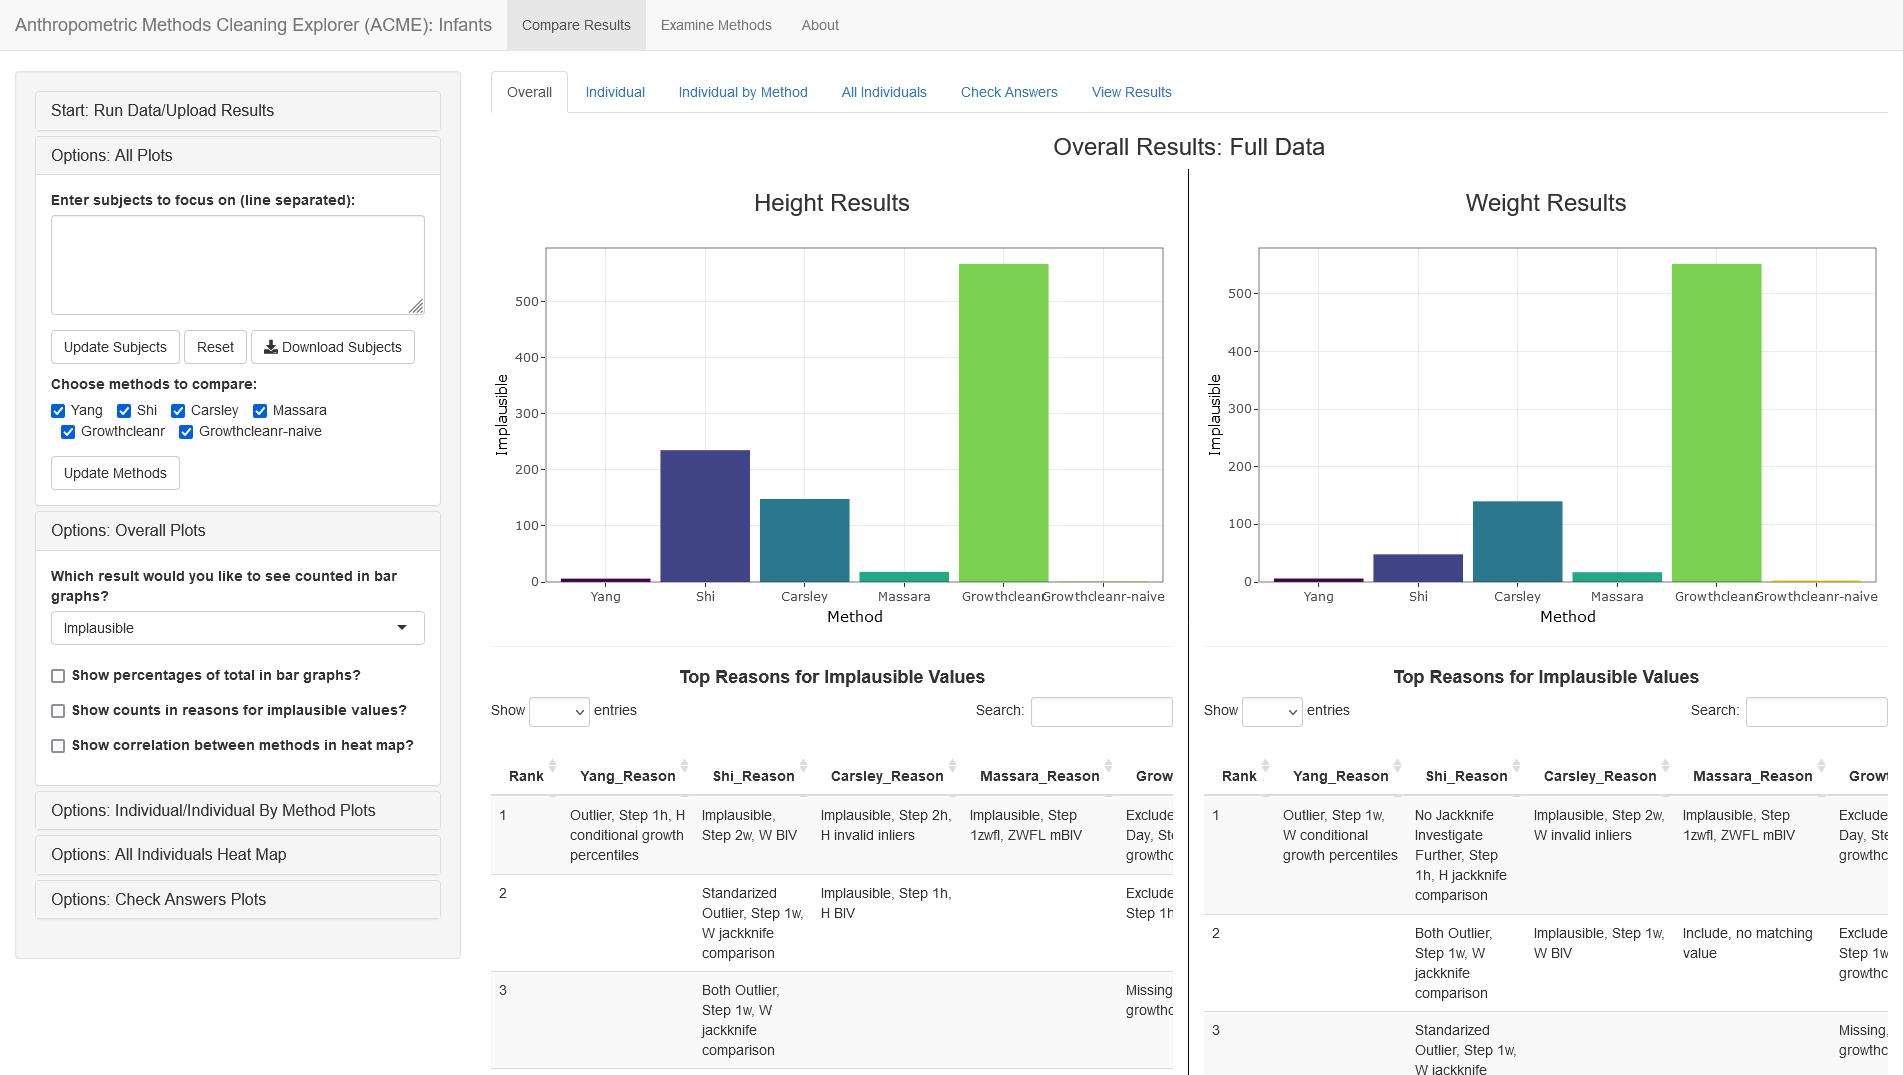 Anthropometric Methods Cleaning Explorer (ACME): Infants
Compare Results
Examine Methods
About
Start: Run Data/Upload Results
Options: All Plots
Enter subjects to focus on (line separated):
Update Subjects
Reset
Download Subjects
Choose methods to compare:
Yang
Shi
Carsley
Massara
Growthcleanr
Growthcleanr-naive
Update Methods
Options: Overall Plots
Which result would you like to see counted in bar
graphs?
Implausible
Show percentages of total in bar graphs?
Show counts in reasons for implausible values?
Show correlation between methods in heat map?
Options: Individual/Individual By Method Plots
Options: All Individuals Heat Map
Options: Check Answers Plots
Overall
Individual
Individual by Method
All Individuals
Check Answers
View Results
Overall Results: Full Data
Height Results
500
400
300
200
100
0
Implausible
Yang
Shi
Carsley
Massara
Growthcleanr
Growthcleanr-naive
Method
Top Reasons for Implausible Values
Show
entries
Search:
Rank
Yang_Reason
Shi_Reason
Carsley_Reason
Massara_Reason
Grow
1
Outlier, Step 1h, H
conditional growth
percentiles
Implausible,
Step 2w, W BIV
Implausible, Step 2h,
H invalid inliers
Implausible, Step
1zwfl, ZWFL mBIV
Exclude
Day, Ste
growthc
2
Standarized
Outlier, Step 1w,
W jackknife
comparison
Implausible, Step 1h,
H BIV
Exclude
Step 1h
3
Both Outlier,
Step 1w, W
jackknife
comparison
Missing
growthc
Weight Results
500
400
300
200
100
0
Implausible
Yang
Shi
Carsley
Massara
Growthcleanr
Growthcleanr-naive
Method
Top Reasons for Implausible Values
Show
entries
Search:
Rank
Yang_Reason
Shi_Reason
Carsley_Reason
Massara_Reason
Growt
1
Outlier, Step 1w,
W conditional
growth percentiles
No Jackknife
Investigate
Further, Step
1h, H jackknife
comparison
Implausible, Step 2w,
W invalid inliers
Implausible, Step
1zwfl, ZWFL mBIV
Exclude
Day, Ste
growthc
2
Both Outlier,
Step 1w, W
jackknife
comparison
Implausible, Step 1w,
W BIV
Include, no matching
value
Exclude
Step 1w
growthc
3
Standarized
Outlier, Step 1w,
W jackknife
Missing,
growthc